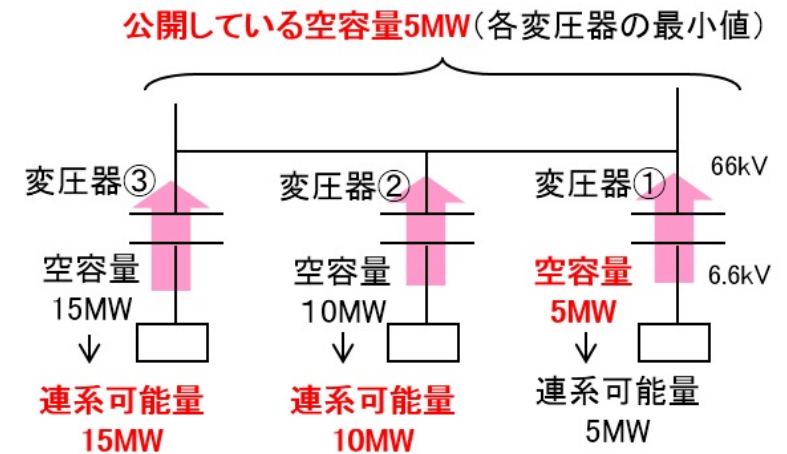 公開している空容量5MW(各変圧器の最小値)
変圧器③
変圧器②
変圧器①
66kV
空容量
15MW
空容量
10MW
空容量
5MW
6.6kV
連系可能量
15MW
連系可能量
10MW
連系可能量
5MW